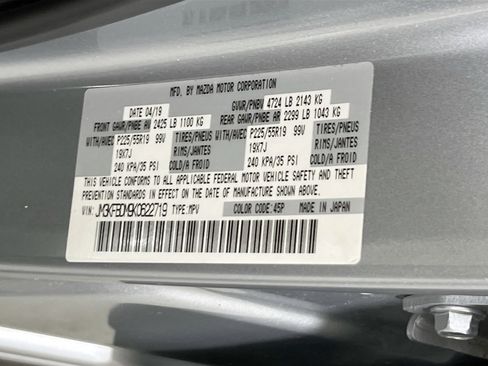 MFD. BY MAZDA MOTOR CORPORATION
DATE 04/19 GVWR/PNBV 4724 LB 2143 KG
FRONT GAWR/PNBE AV 2425 LB 1100 KG REAR GAWR/PNBE AR 2299 LB 1043 KG
WITH/AVEC P225/55R19 99V TIRES/PNEUS WITH/AVEC P225/55R19 99V TIRES/PNEUS
19X7J RIMS/JANTES 19X7J RIMS/JANTES
240 KPA/35 PSI COLD/A FROID 240 KPA/35 PSI COLD/A FROID
THIS VEHICLE CONFORMS TO ALL APPLICABLE FEDERAL MOTOR VEHICLE SAFETY AND THEFT
PREVENTION STANDARDS IN EFFECT ON THE DATE OF MANUFACTURE SHOWN ABOVE.
VIN: JM3KFBDM9K0622719 TYPE:MPV COLOR CODE:45P MADE IN JAPAN